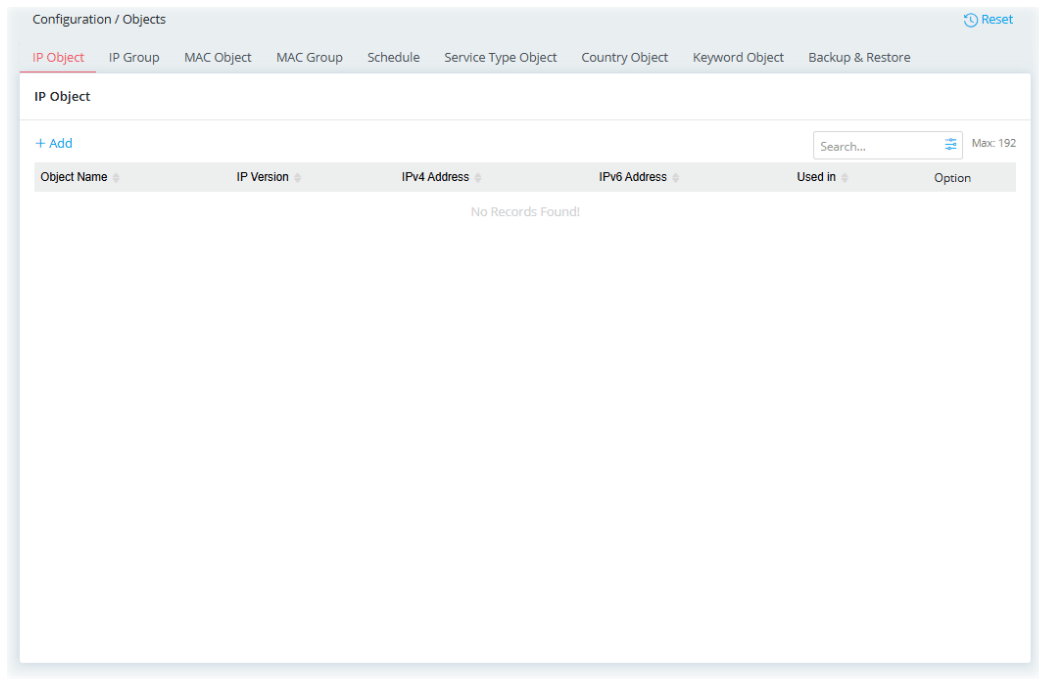 Configuration / Objects Reset
IP Object IP Group MAC Object MAC Group Schedule Service Type Object Country Object Keyword Object Backup & Restore
IP Object
+ Add Search... Max: 192
Object Name IP Version IPv4 Address IPv6 Address Used in Option
No Records Found!